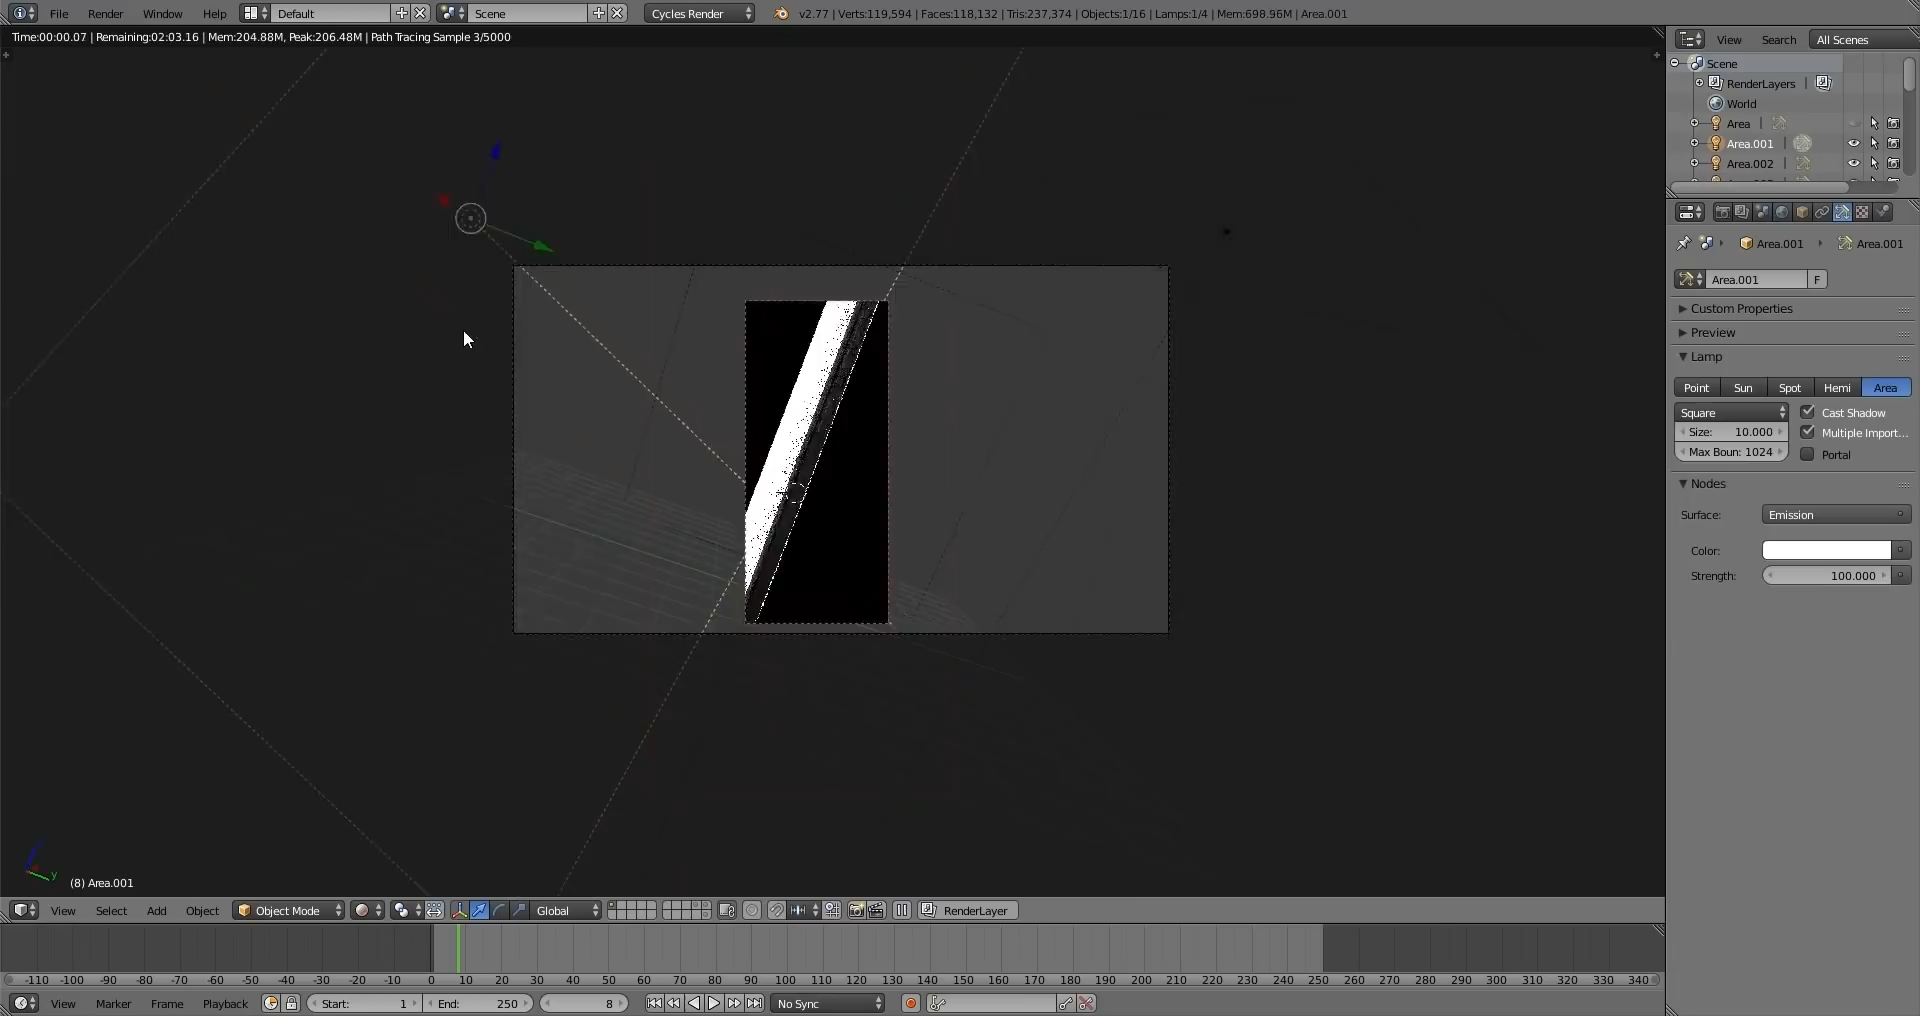 File Render Window Help Default Scene Cycles Render v2.77 | Verts:119,594 | Faces:118,132 | Tris:237,374 | Objects:1/16 | Lamps:1/4 | Mem:698.96M | Area.001
Time:00:00.07 | Remaining:02:03.16 | Mem:204.88M, Peak:206.48M | Path Tracing Sample 3/5000
View Search All Scenes
Scene
RenderLayers |
World
Area |
Area.001 |
Area.002 |
Area.001 Area.001
Area.001 F
Custom Properties
Preview
Lamp
Point Sun Spot Hemi Area
Square Cast Shadow
Size: 10.000 Multiple Import...
Max Boun: 1024 Portal
Nodes
Surface: Emission
Color:
Strength: 100.000
y
(8) Area.001
View Select Add Object Object Mode Global RenderLayer
-110 -100 -90 -80 -70 -60 -50 -40 -30 -20 -10 0 10 20 30 40 50 60 70 80 90 100 110 120 130 140 150 160 170 180 190 200 210 220 230 240 250 260 270 280 290 300 310 320 330 340
View Marker Frame Playback Start: 1 End: 250 8 No Sync